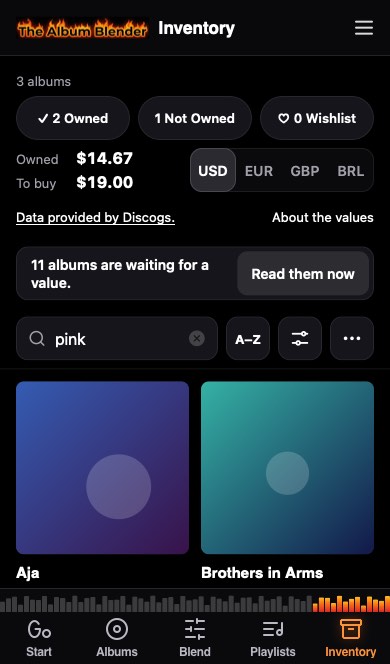 The Album Blender Inventory
3 albums
✓ 2 Owned
1 Not Owned
♡ 0 Wishlist
Owned $14.67
To buy $19.00
USD EUR GBP BRL
Data provided by Discogs.
About the values
11 albums are waiting for a
value.
Read them now
pink
A–Z
Aja
Brothers in Arms
Start
Albums
Blend
Playlists
Inventory